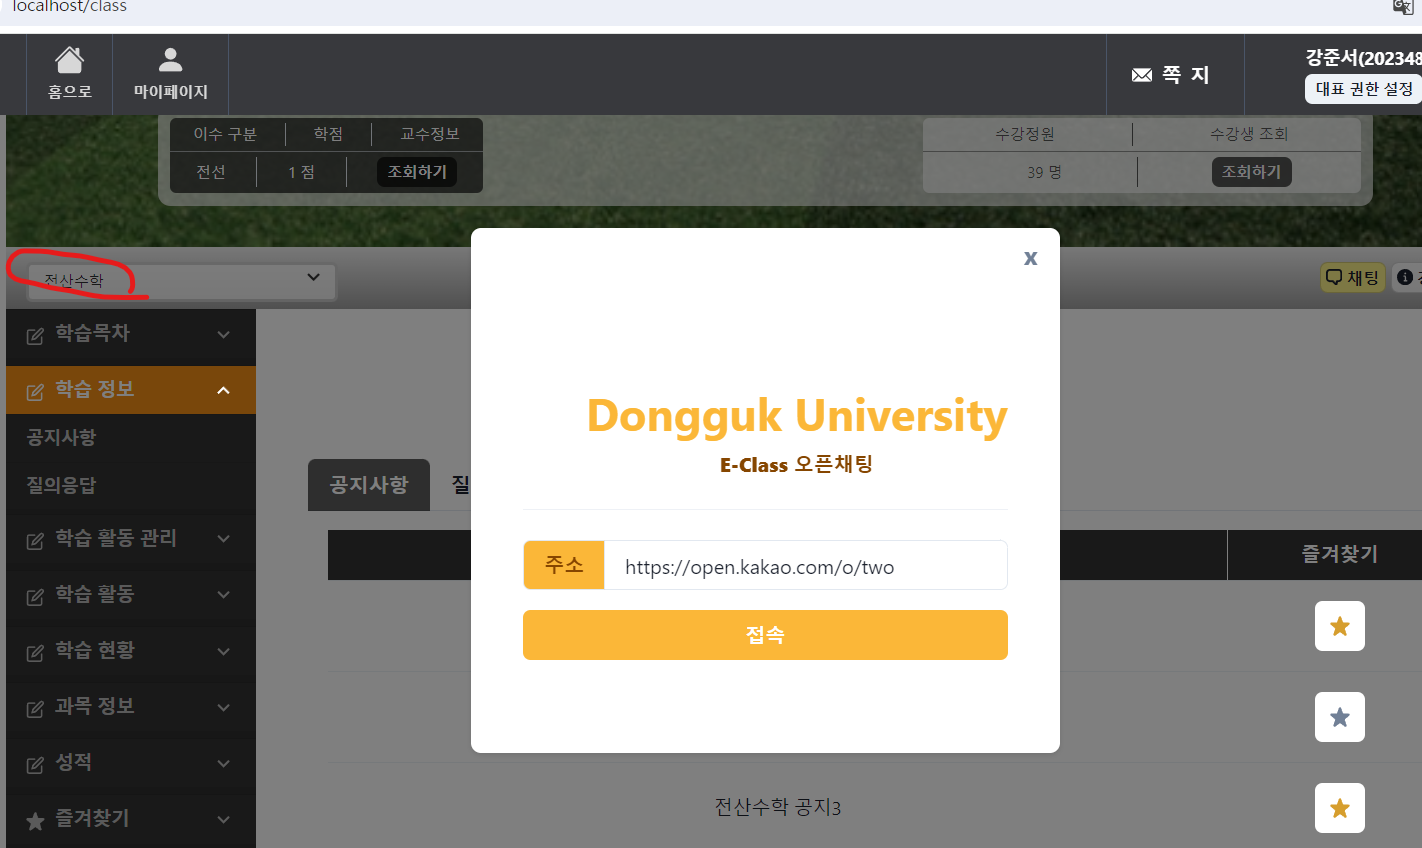 localhost/class
홈으로
마이페이지
쪽 지
강준서(202348
대표 권한 설정
이수 구분 학점 교수정보
전선 1 점 조회하기
수강정원 수강생 조회
39 명 조회하기
전산수학
채팅
학습목차
학습 정보
공지사항
질의응답
학습 활동 관리
학습 활동
학습 현황
과목 정보
성적
즐겨찾기
공지사항 질
즐겨찾기
전산수학 공지3
x
Dongguk University
E-Class 오픈채팅
주소 https://open.kakao.com/o/two
접속